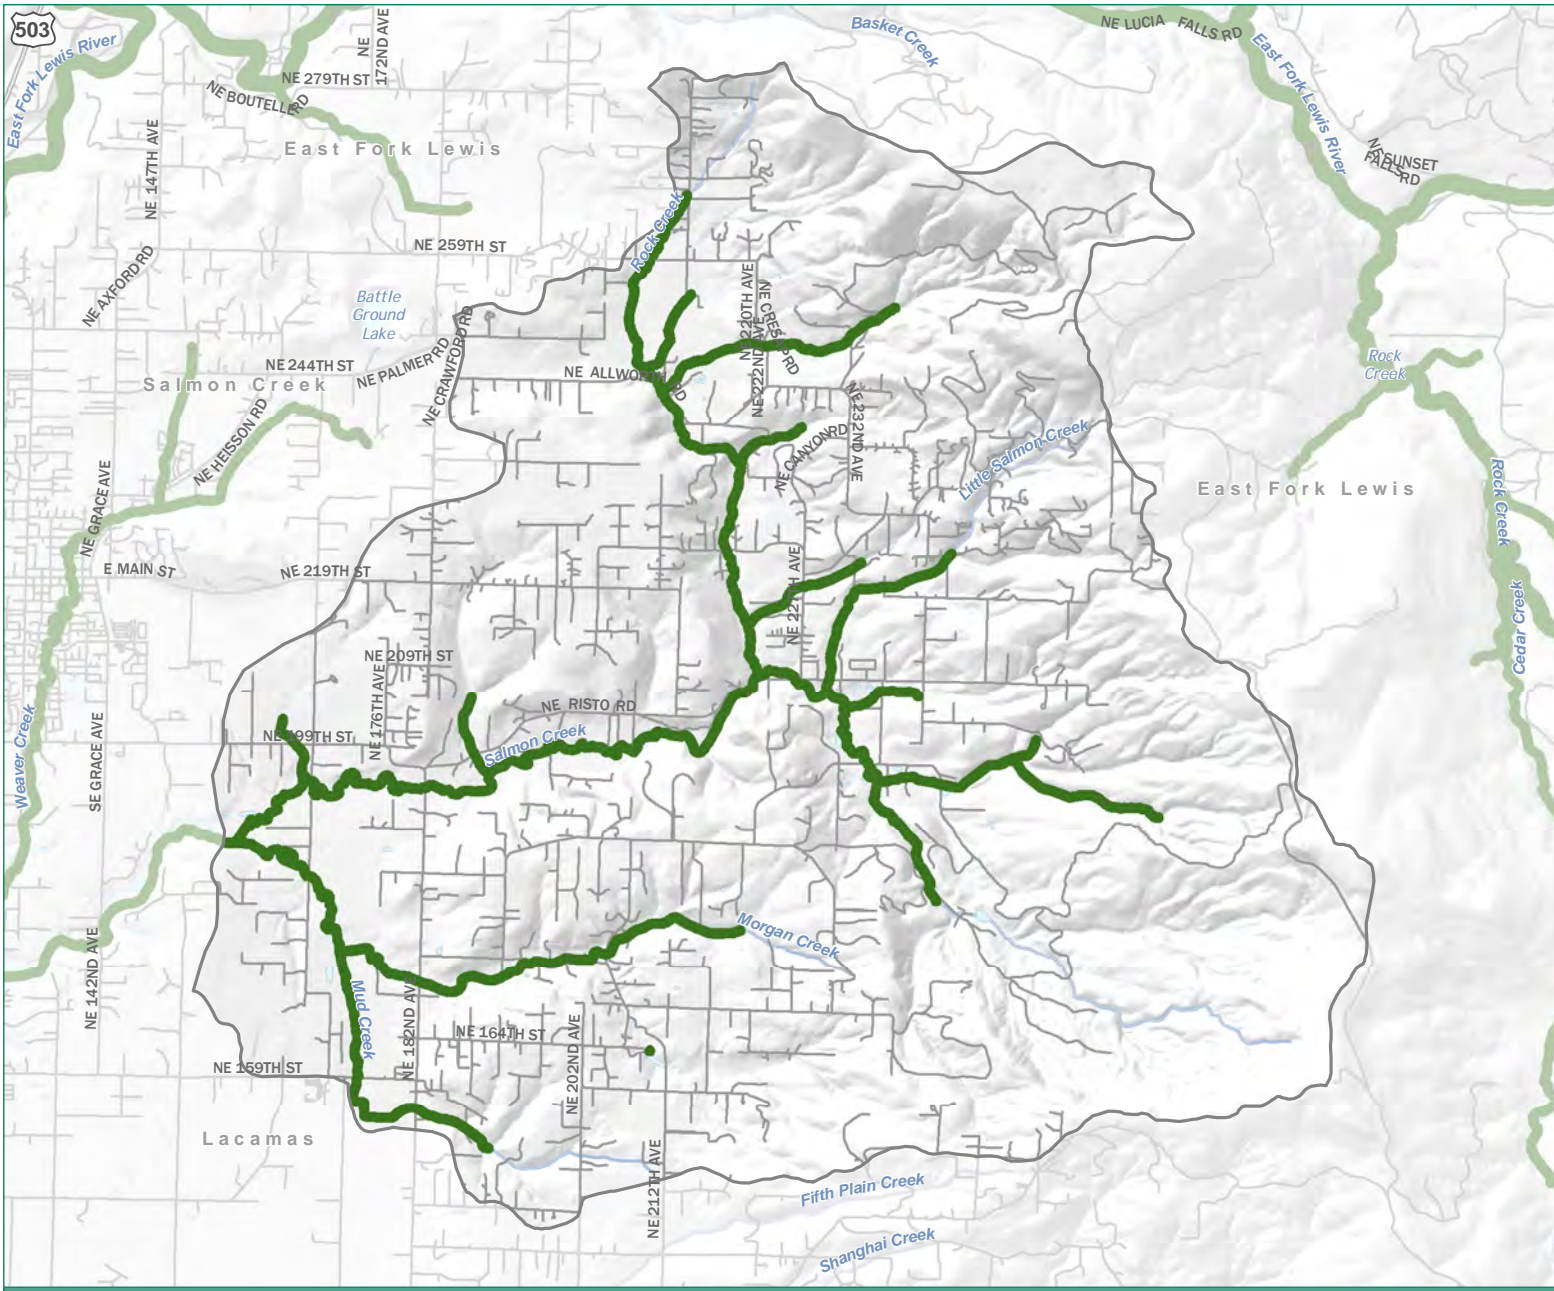 503
East Fork Lewis River
NE
172ND AVE
NE 279TH ST
NE BOUTELL RD
Basket Creek
NE LUCIA FALLS RD
East Fork Lewis River
NE SUNSET
FALLS RD
East Fork Lewis
NE 147TH AVE
NE 259TH ST
NE AXFORD RD
Rock Creek
Battle
Ground
Lake
NE 220TH AVE
NE CRESAP RD
NE 222ND AVE
NE 244TH ST
NE PALMER RD
NE CRAWFORD RD
Salmon Creek
NE ALLWORTH RD
NE HEISSON RD
NE 232ND AVE
NE CANYON RD
Little Salmon Creek
Rock
Creek
East Fork Lewis
Rock Creek
NE GRACE AVE
E MAIN ST
NE 219TH ST
NE 227TH AVE
Cedar Creek
NE 209TH ST
NE 176TH AVE
NE RISTO RD
NE 199TH ST
Salmon Creek
Weaver Creek
SE GRACE AVE
Morgan Creek
NE 142ND AVE
Mud Creek
NE 182ND AVE
NE 164TH ST
NE 202ND AVE
NE 159TH ST
Lacamas
NE 212TH AVE
Fifth Plain Creek
Shanghai Creek